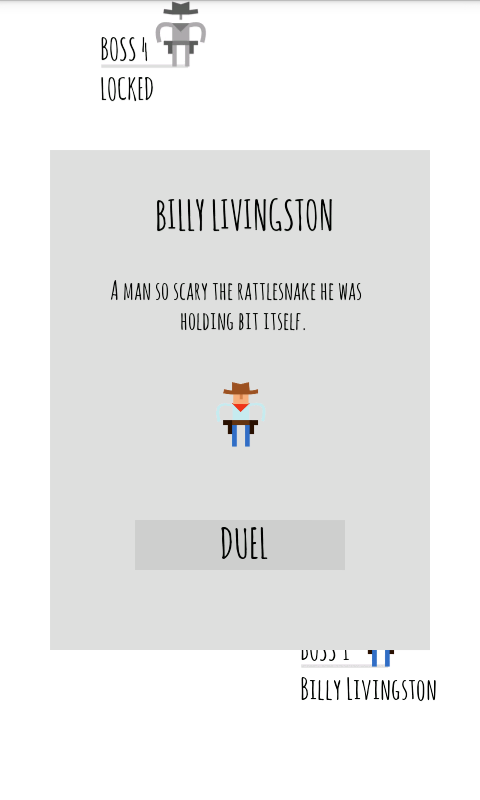 BOSS 4
LOCKED
BILLY LIVINGSTON
A MAN SO SCARY THE RATTLESNAKE HE WAS
HOLDING BIT ITSELF.
DUEL
BOSS 1
BILLY LIVINGSTON